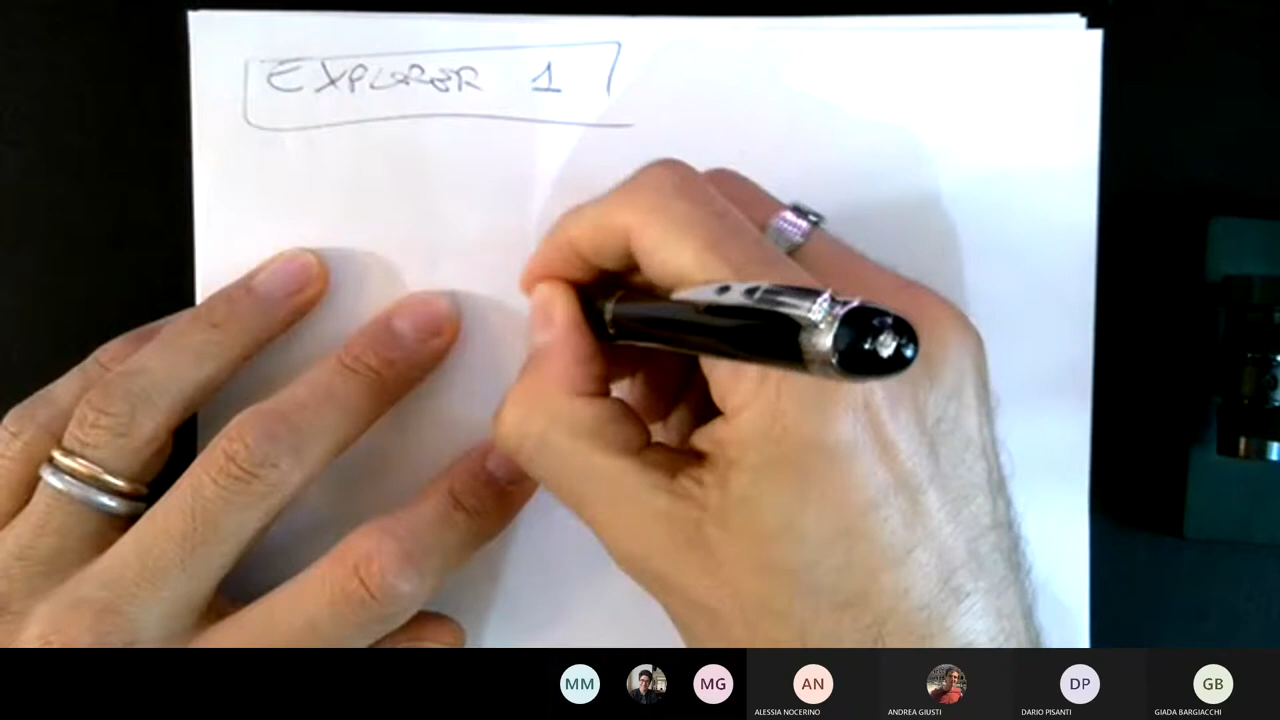 EXPLORER 1
MM MG AN DP GB
ALESSIA NOCERINO ANDREA GIUSTI DARIO PISANTI GIADA BARGIACCHI